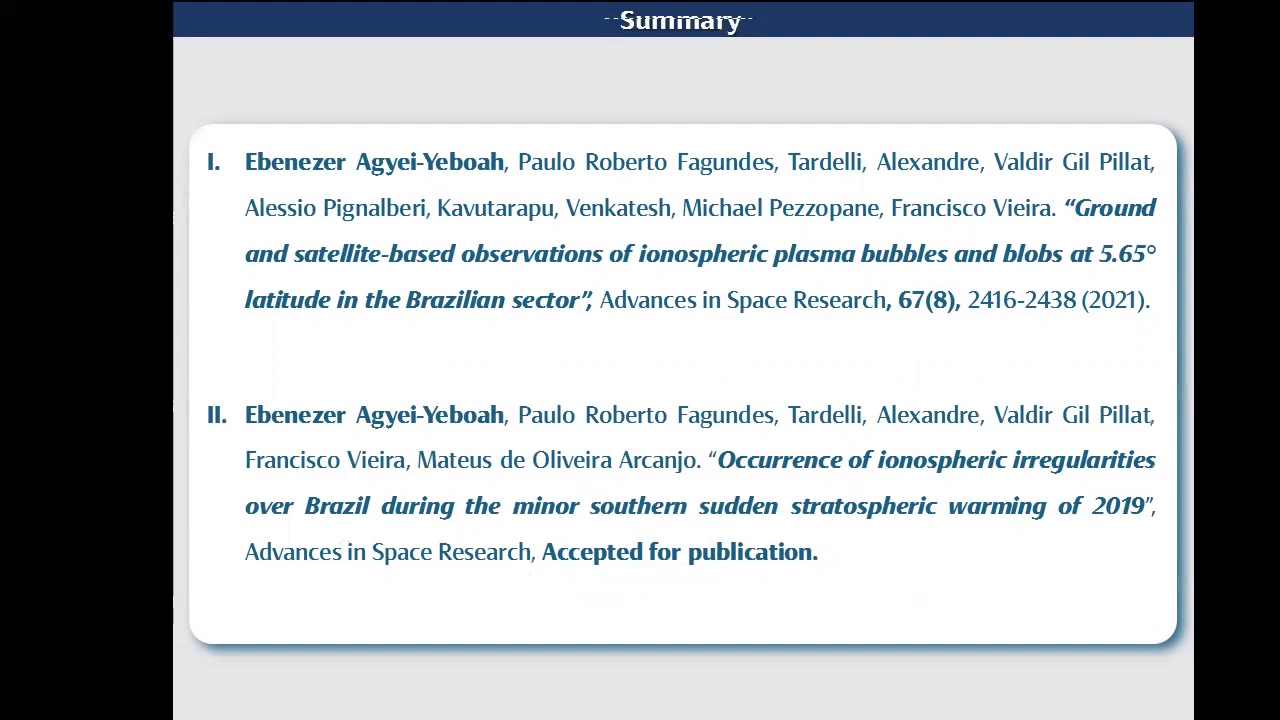 --Summary--
I. Ebenezer Agyei-Yeboah, Paulo Roberto Fagundes, Tardelli, Alexandre, Valdir Gil Pillat,
Alessio Pignalberi, Kavutarapu, Venkatesh, Michael Pezzopane, Francisco Vieira. “Ground
and satellite-based observations of ionospheric plasma bubbles and blobs at 5.65°
latitude in the Brazilian sector”, Advances in Space Research, 67(8), 2416-2438 (2021).
II. Ebenezer Agyei-Yeboah, Paulo Roberto Fagundes, Tardelli, Alexandre, Valdir Gil Pillat,
Francisco Vieira, Mateus de Oliveira Arcanjo. “Occurrence of ionospheric irregularities
over Brazil during the minor southern sudden stratospheric warming of 2019”,
Advances in Space Research, Accepted for publication.